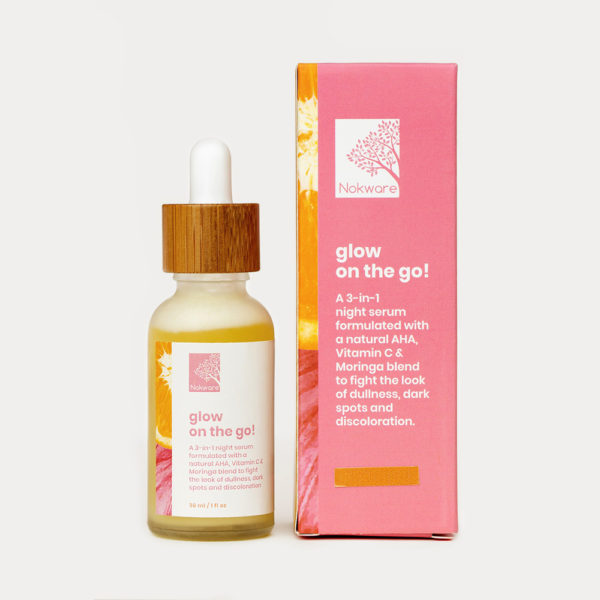 Nokware
glow
on the go!
A 3-in-1 night serum
formulated with a
natural AHA, Vitamin C &
Moringa blend to fight
the look of dullness, dark
spots and discoloration
30 ml / 1 fl oz
Nokware
glow
on the go!
A 3-in-1
night serum
formulated with
a natural AHA,
Vitamin C &
Moringa blend
to fight the look
of dullness, dark
spots and
discoloration.